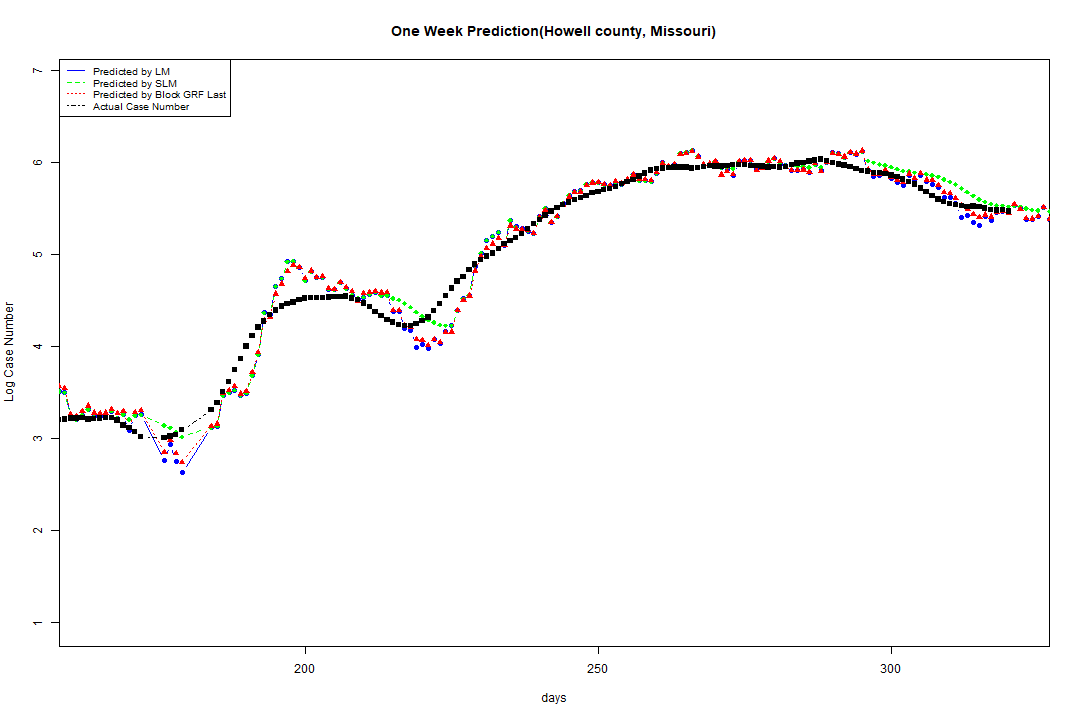 One Week Prediction(Howell county, Missouri)
Predicted by LM
Predicted by SLM
Predicted by Block GRF Last
Actual Case Number
7
6
5
4
3
2
1
Log Case Number
200
250
300
days